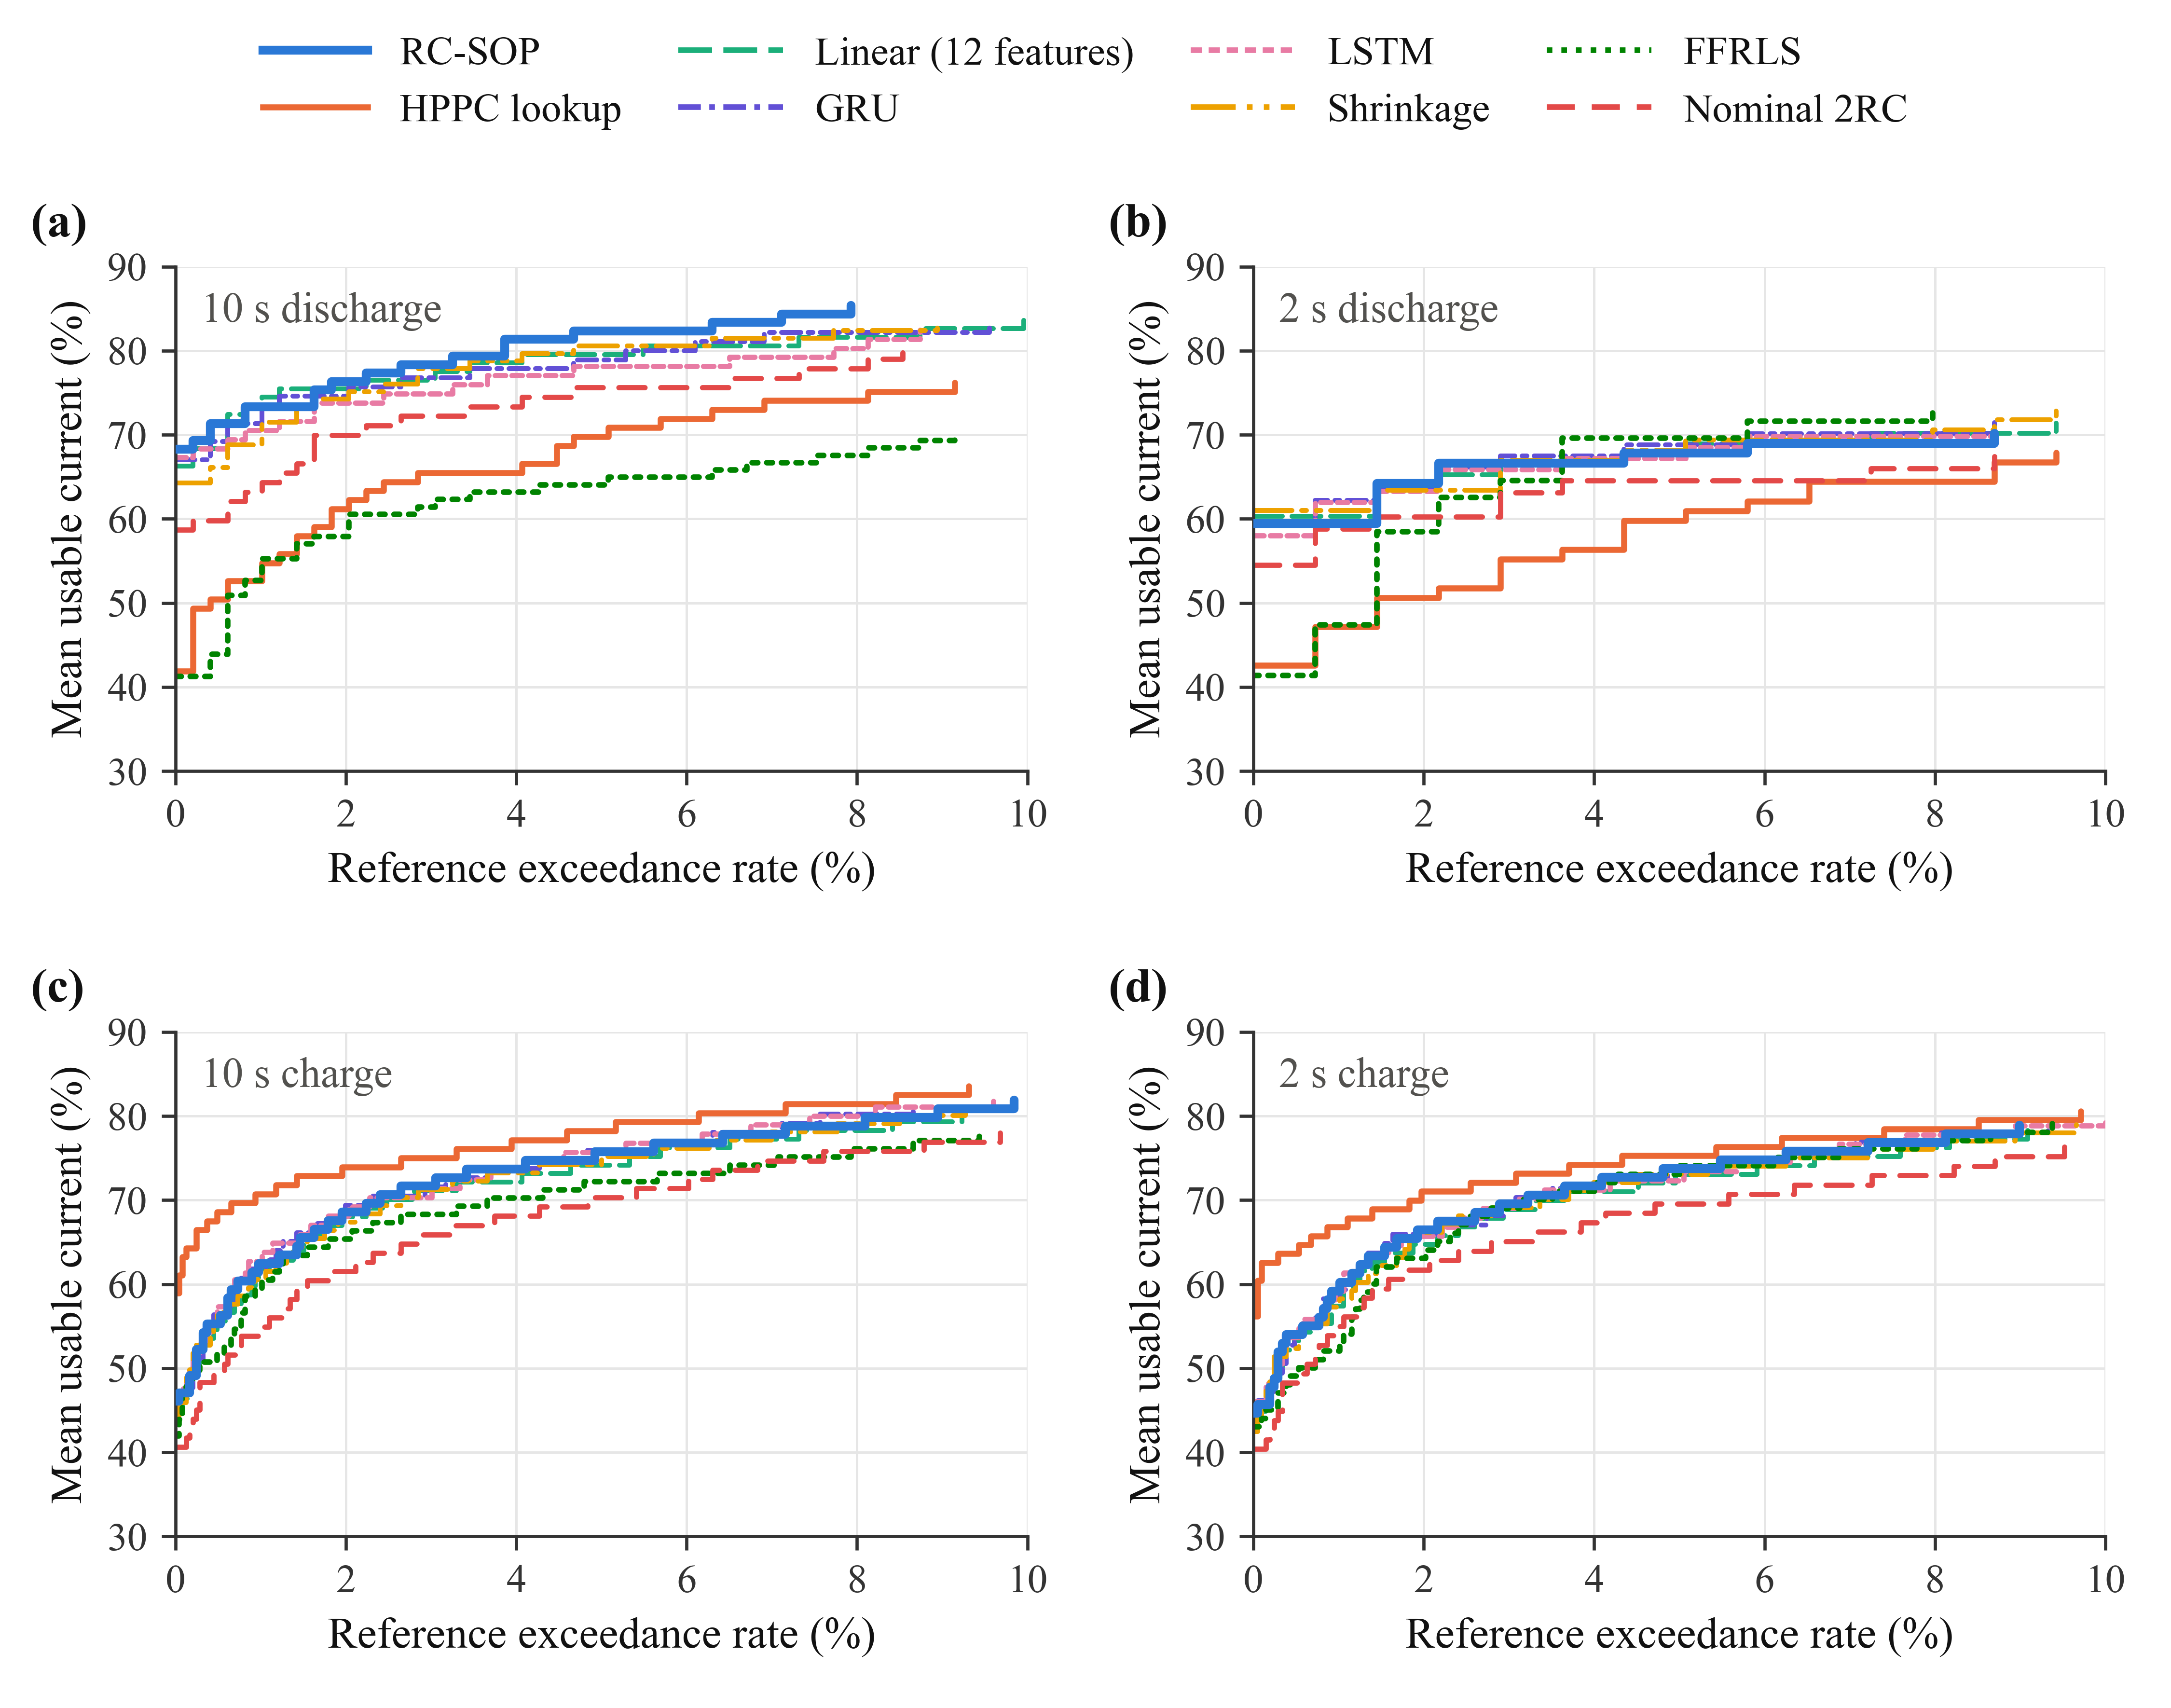 RC-SOP
Linear (12 features)
LSTM
FFRLS
HPPC lookup
GRU
Shrinkage
Nominal 2RC
(a)
10 s discharge
Mean usable current (%)
90
80
70
60
50
40
30
0 2 4 6 8 10
Reference exceedance rate (%)
(b)
2 s discharge
Mean usable current (%)
90
80
70
60
50
40
30
0 2 4 6 8 10
Reference exceedance rate (%)
(c)
10 s charge
Mean usable current (%)
90
80
70
60
50
40
30
0 2 4 6 8 10
Reference exceedance rate (%)
(d)
2 s charge
Mean usable current (%)
90
80
70
60
50
40
30
0 2 4 6 8 10
Reference exceedance rate (%)